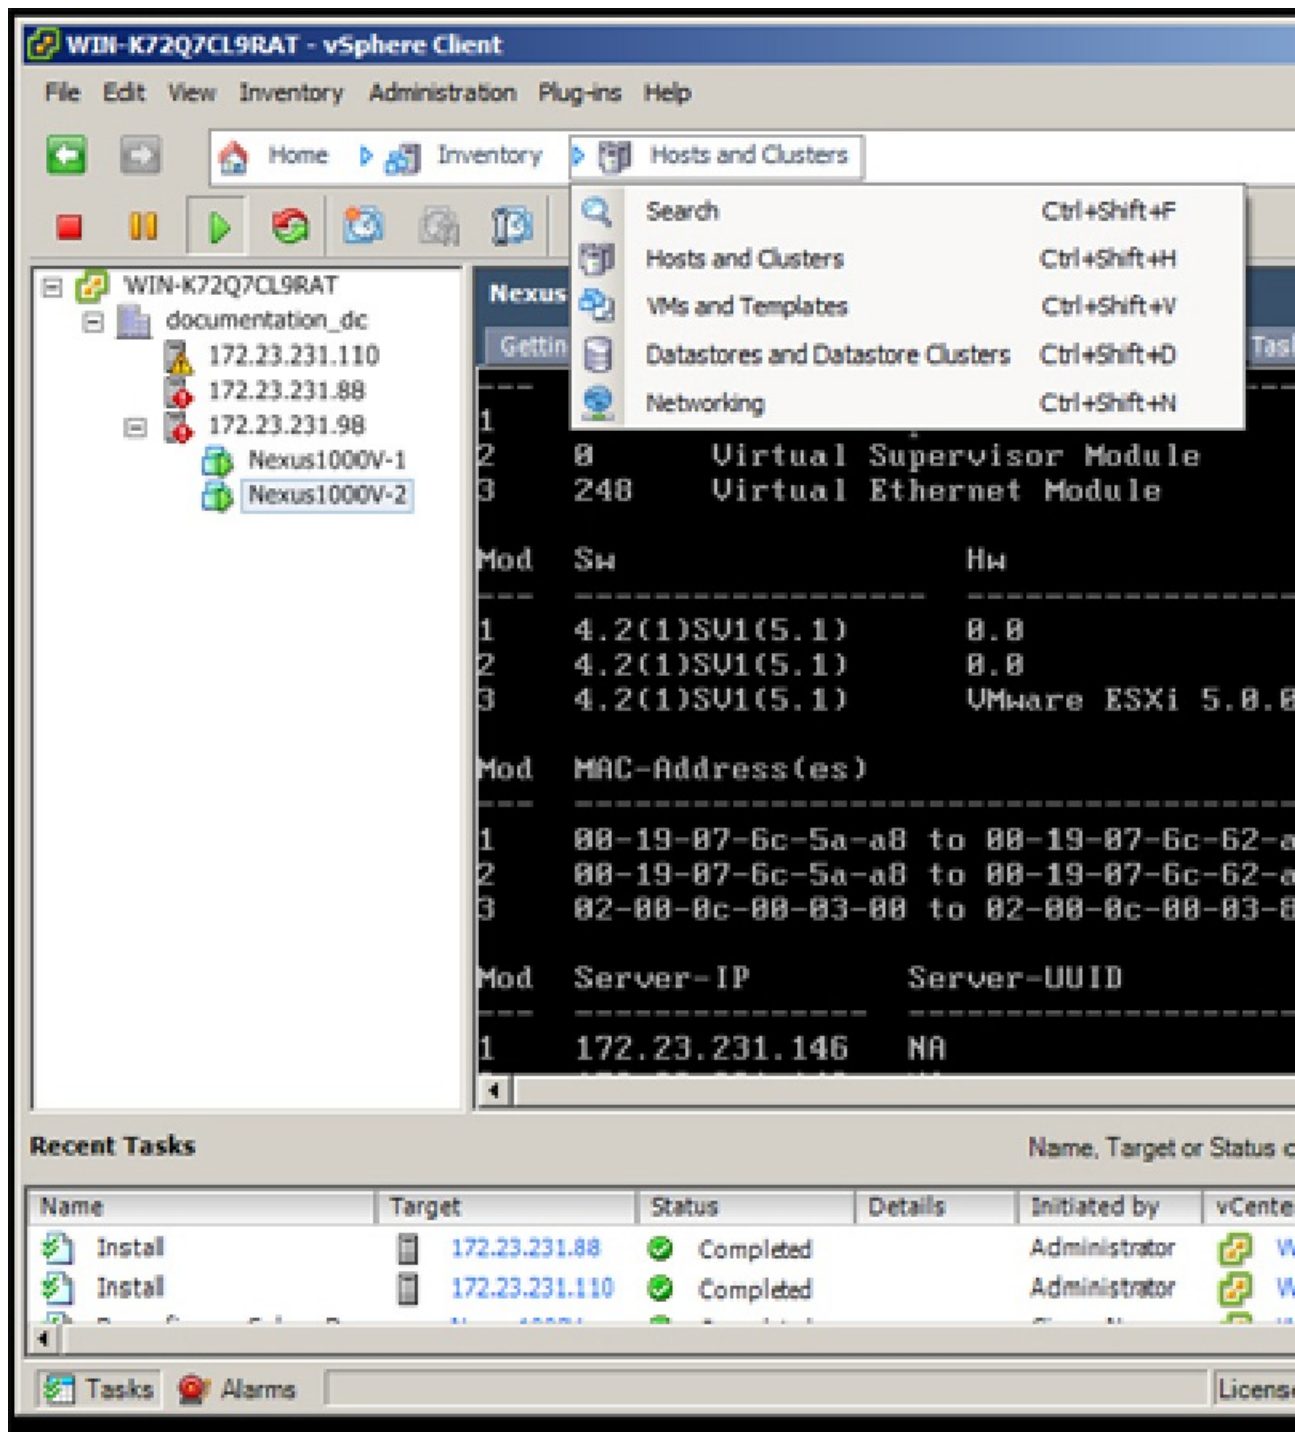 WIN-K72Q7CL9RAT - vSphere Client
File Edit View Inventory Administration Plug-ins Help
Home Inventory Hosts and Clusters
Search Ctrl+Shift+F
Hosts and Clusters Ctrl+Shift+H
VMs and Templates Ctrl+Shift+V
Datastores and Datastore Clusters Ctrl+Shift+D
Networking Ctrl+Shift+N
WIN-K72Q7CL9RAT
documentation_dc
172.23.231.110
172.23.231.88
172.23.231.98
Nexus1000V-1
Nexus1000V-2
Nexus
Gettin Task
--- ---
1
2 0 Virtual Supervisor Module
3 248 Virtual Ethernet Module
Mod Sw Hw
--- ------------------ -----------------
1 4.2(1)SV1(5.1) 0.0
2 4.2(1)SV1(5.1) 0.0
3 4.2(1)SV1(5.1) VMware ESXi 5.0.0
Mod MAC-Address(es)
--- -------------------------------------
1 00-19-07-6c-5a-a8 to 00-19-07-6c-62-a
2 00-19-07-6c-5a-a8 to 00-19-07-6c-62-a
3 02-00-0c-00-03-00 to 02-00-0c-00-03-8
Mod Server-IP Server-UUID
--- --------------- --------------------
1 172.23.231.146 NA
Recent Tasks Name, Target or Status c
Name Target Status Details Initiated by vCente
Install 172.23.231.88 Completed Administrator W
Install 172.23.231.110 Completed Administrator W
Tasks Alarms License